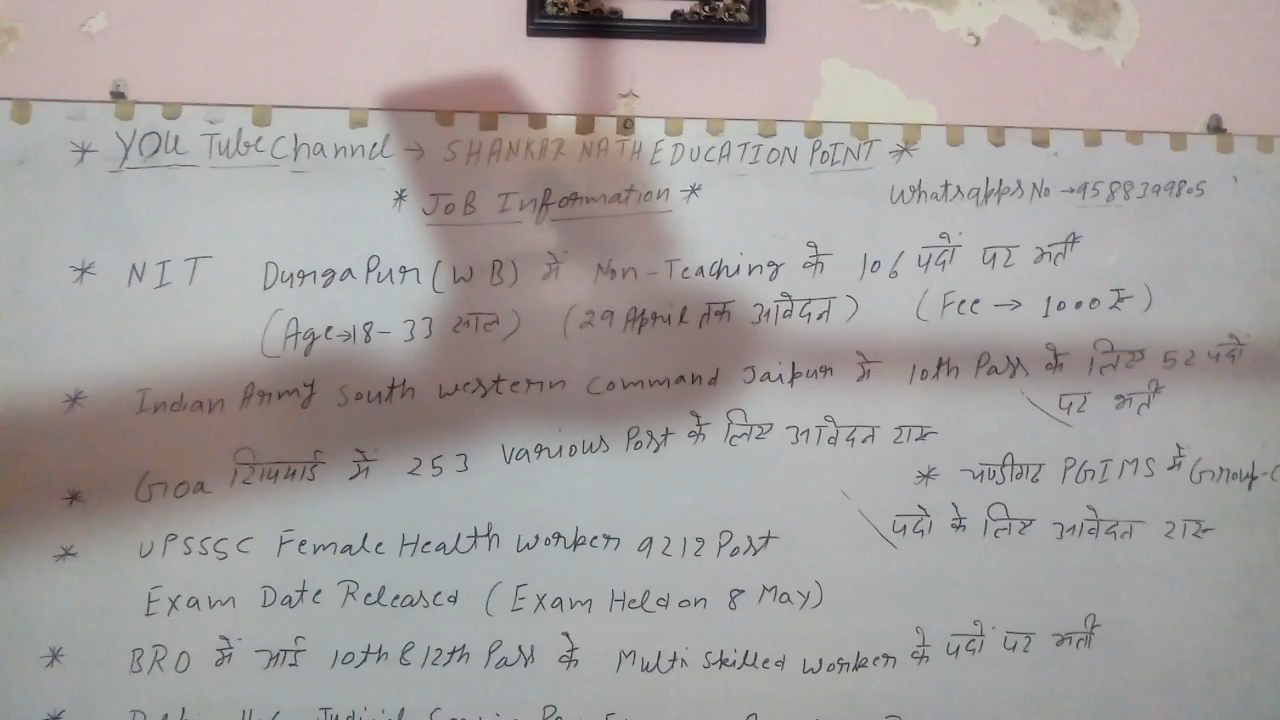 * YOU Tube Channel → SHANKAR NATH EDUCATION POINT *
* JOB Information *
Whatsapps No → 9588399805
* NIT Durgapur (WB) में Non-Teaching के 106 पदों पर भर्ती
(Age → 18-33 साल) (29 April तक आवेदन) (Fee → 1000 ₹)
* Indian Army South western Command Jaipur में 10th Pass के लिए 52 पदों
पर भर्ती
* Goa शिपयार्ड में 253 various Post के लिए आवेदन शुरू
* चण्डीगढ PGIMS में Group-C
पदो के लिए आवेदन शुरू
* UPSSSC Female Health worker 9212 Post
Exam Date Released (Exam Held on 8 May)
* BRO में आई 10th & 12th Pass के Multi skilled worker के पदों पर भर्ती